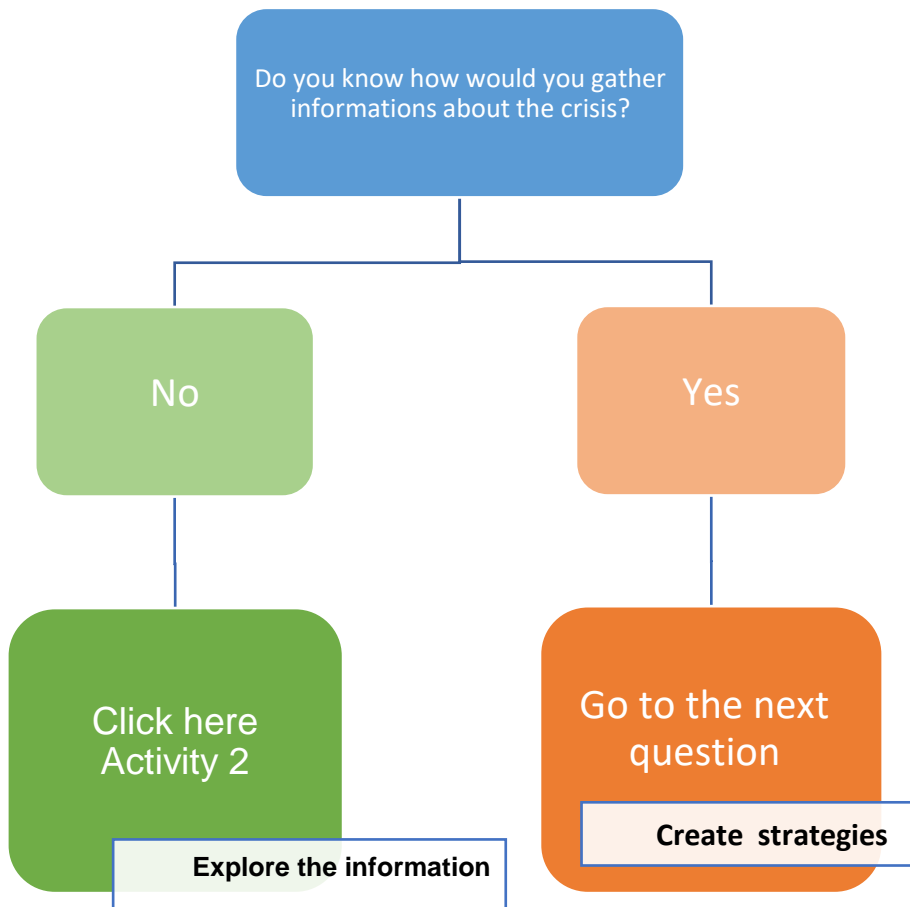 Do you know how would you gather
informations about the crisis?
No
Yes
Click here
Activity 2
Go to the next
question
Create strategies
Explore the information